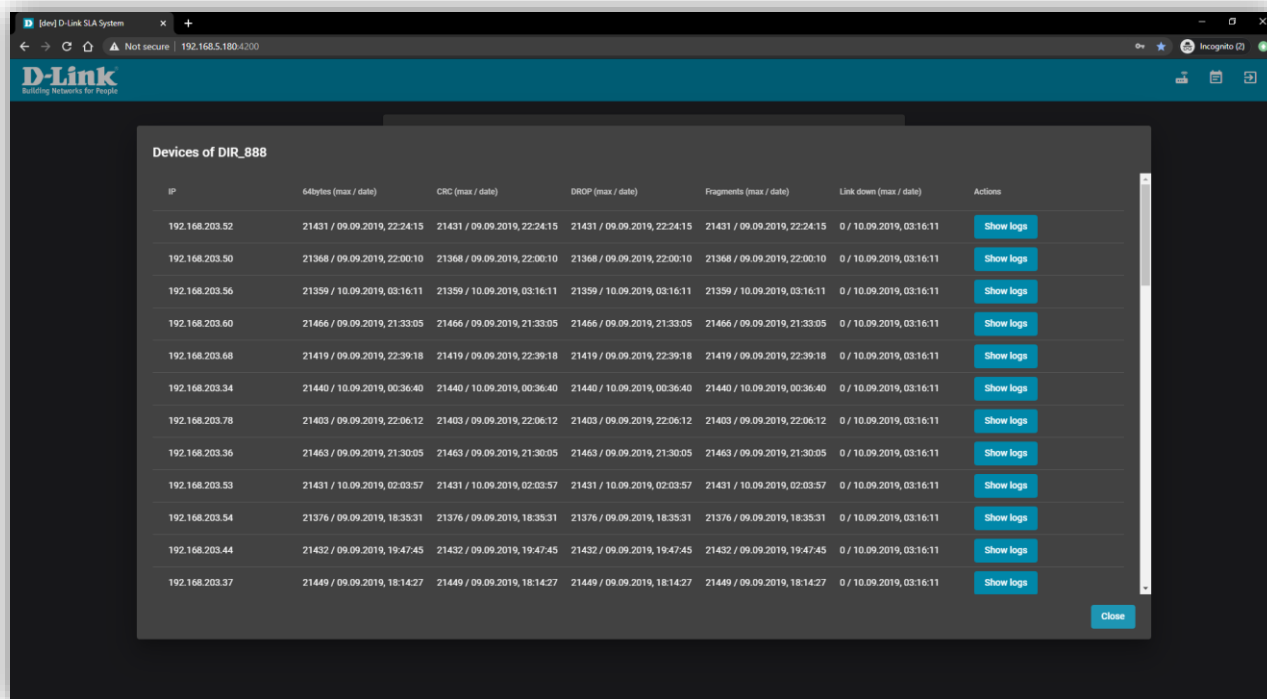 [dev] D-Link SLA System
Not secure | 192.168.5.180:4200
Incognito (2)
D-Link
Building Networks for People
Devices of DIR_888
IP 64bytes (max / date) CRC (max / date) DROP (max / date) Fragments (max / date) Link down (max / date) Actions
192.168.203.52 21431 / 09.09.2019, 22:24:15 21431 / 09.09.2019, 22:24:15 21431 / 09.09.2019, 22:24:15 21431 / 09.09.2019, 22:24:15 0 / 10.09.2019, 03:16:11 Show logs
192.168.203.50 21368 / 09.09.2019, 22:00:10 21368 / 09.09.2019, 22:00:10 21368 / 09.09.2019, 22:00:10 21368 / 09.09.2019, 22:00:10 0 / 10.09.2019, 03:16:11 Show logs
192.168.203.56 21359 / 10.09.2019, 03:16:11 21359 / 10.09.2019, 03:16:11 21359 / 10.09.2019, 03:16:11 21359 / 10.09.2019, 03:16:11 0 / 10.09.2019, 03:16:11 Show logs
192.168.203.60 21466 / 09.09.2019, 21:33:05 21466 / 09.09.2019, 21:33:05 21466 / 09.09.2019, 21:33:05 21466 / 09.09.2019, 21:33:05 0 / 10.09.2019, 03:16:11 Show logs
192.168.203.68 21419 / 09.09.2019, 22:39:18 21419 / 09.09.2019, 22:39:18 21419 / 09.09.2019, 22:39:18 21419 / 09.09.2019, 22:39:18 0 / 10.09.2019, 03:16:11 Show logs
192.168.203.34 21440 / 10.09.2019, 00:36:40 21440 / 10.09.2019, 00:36:40 21440 / 10.09.2019, 00:36:40 21440 / 10.09.2019, 00:36:40 0 / 10.09.2019, 03:16:11 Show logs
192.168.203.78 21403 / 09.09.2019, 22:06:12 21403 / 09.09.2019, 22:06:12 21403 / 09.09.2019, 22:06:12 21403 / 09.09.2019, 22:06:12 0 / 10.09.2019, 03:16:11 Show logs
192.168.203.36 21463 / 09.09.2019, 21:30:05 21463 / 09.09.2019, 21:30:05 21463 / 09.09.2019, 21:30:05 21463 / 09.09.2019, 21:30:05 0 / 10.09.2019, 03:16:11 Show logs
192.168.203.53 21431 / 10.09.2019, 02:03:57 21431 / 10.09.2019, 02:03:57 21431 / 10.09.2019, 02:03:57 21431 / 10.09.2019, 02:03:57 0 / 10.09.2019, 03:16:11 Show logs
192.168.203.54 21376 / 09.09.2019, 18:35:31 21376 / 09.09.2019, 18:35:31 21376 / 09.09.2019, 18:35:31 21376 / 09.09.2019, 18:35:31 0 / 10.09.2019, 03:16:11 Show logs
192.168.203.44 21432 / 09.09.2019, 19:47:45 21432 / 09.09.2019, 19:47:45 21432 / 09.09.2019, 19:47:45 21432 / 09.09.2019, 19:47:45 0 / 10.09.2019, 03:16:11 Show logs
192.168.203.37 21449 / 09.09.2019, 18:14:27 21449 / 09.09.2019, 18:14:27 21449 / 09.09.2019, 18:14:27 21449 / 09.09.2019, 18:14:27 0 / 10.09.2019, 03:16:11 Show logs
Close